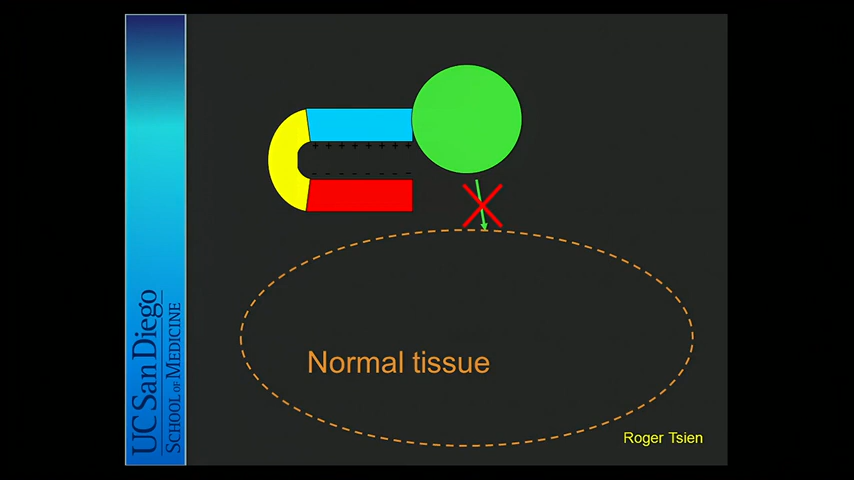 + + + + + + + +
- - - - - - - -
Normal tissue
Roger Tsien
UC San Diego
SCHOOL OF MEDICINE